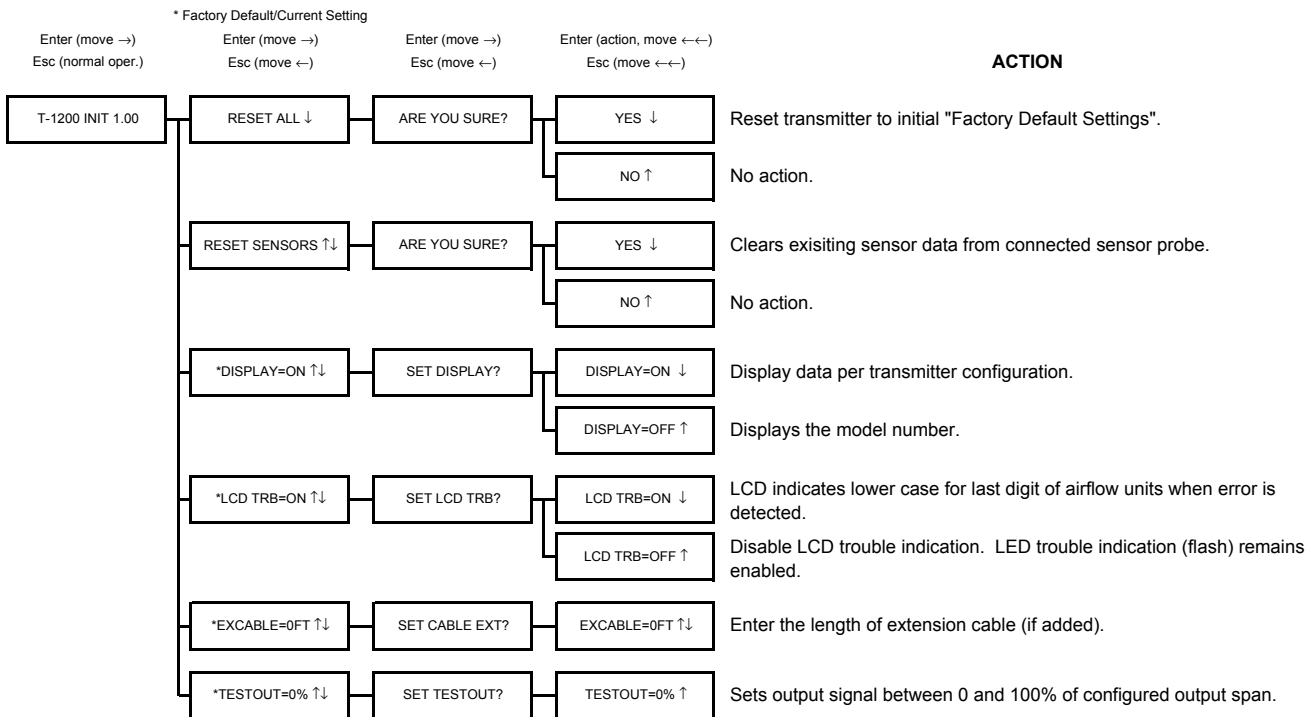 * Factory Default/Current Setting
Enter (move →) Enter (move →) Enter (move →) Enter (action, move ←←)
Esc (normal oper.) Esc (move ←) Esc (move ←) Esc (move ←←) ACTION
T-1200 INIT 1.00 RESET ALL ↓ ARE YOU SURE? YES ↓ Reset transmitter to initial "Factory Default Settings".
NO ↑ No action.
RESET SENSORS ↑↓ ARE YOU SURE? YES ↓ Clears exisiting sensor data from connected sensor probe.
NO ↑ No action.
*DISPLAY=ON ↑↓ SET DISPLAY? DISPLAY=ON ↓ Display data per transmitter configuration.
DISPLAY=OFF ↑ Displays the model number.
*LCD TRB=ON ↑↓ SET LCD TRB? LCD TRB=ON ↓ LCD indicates lower case for last digit of airflow units when error is
detected.
LCD TRB=OFF ↑ Disable LCD trouble indication. LED trouble indication (flash) remains
enabled.
*EXCABLE=0FT ↑↓ SET CABLE EXT? EXCABLE=0FT ↑↓ Enter the length of extension cable (if added).
*TESTOUT=0% ↑↓ SET TESTOUT? TESTOUT=0% ↑ Sets output signal between 0 and 100% of configured output span.